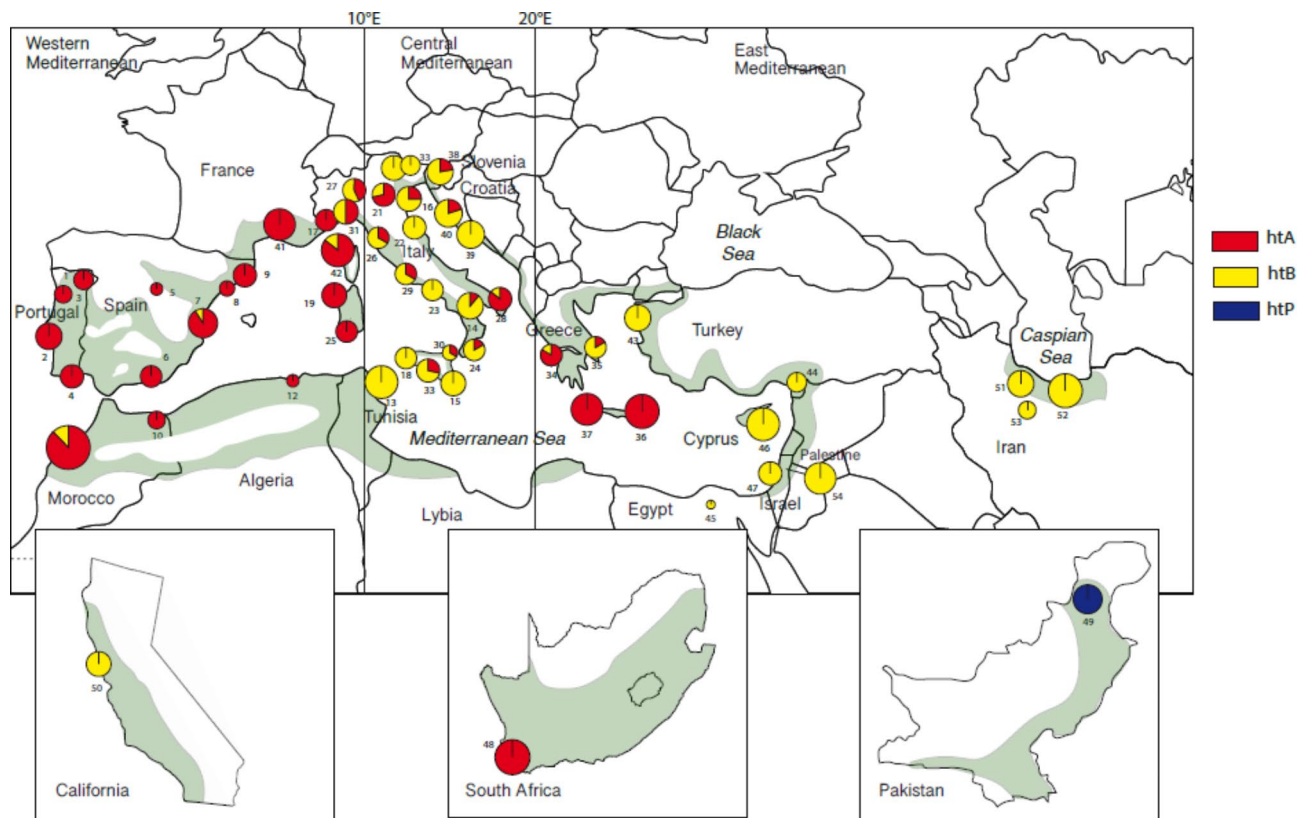 10°E
20°E
Western
Mediterranean
Central
Mediterranean
East
Mediterranean
France
27
33
38
Slovenia
Croatia
21
16
17
31
22
40
41
26
Italy
39
42
Black
Sea
htA
htB
htP
1
3
5
9
8
7
Portugal
Spain
19
29
23
28
2
25
14
Greece
43
Turkey
Caspian
Sea
6
30
24
34
35
4
18
33
15
44
51
52
53
12
13
Tunisia
10
37
36
Mediterranean Sea
Cyprus
46
Iran
Palestine
47
54
Morocco
Algeria
Lybia
Egypt
45
Israel
50
California
48
South Africa
49
Pakistan